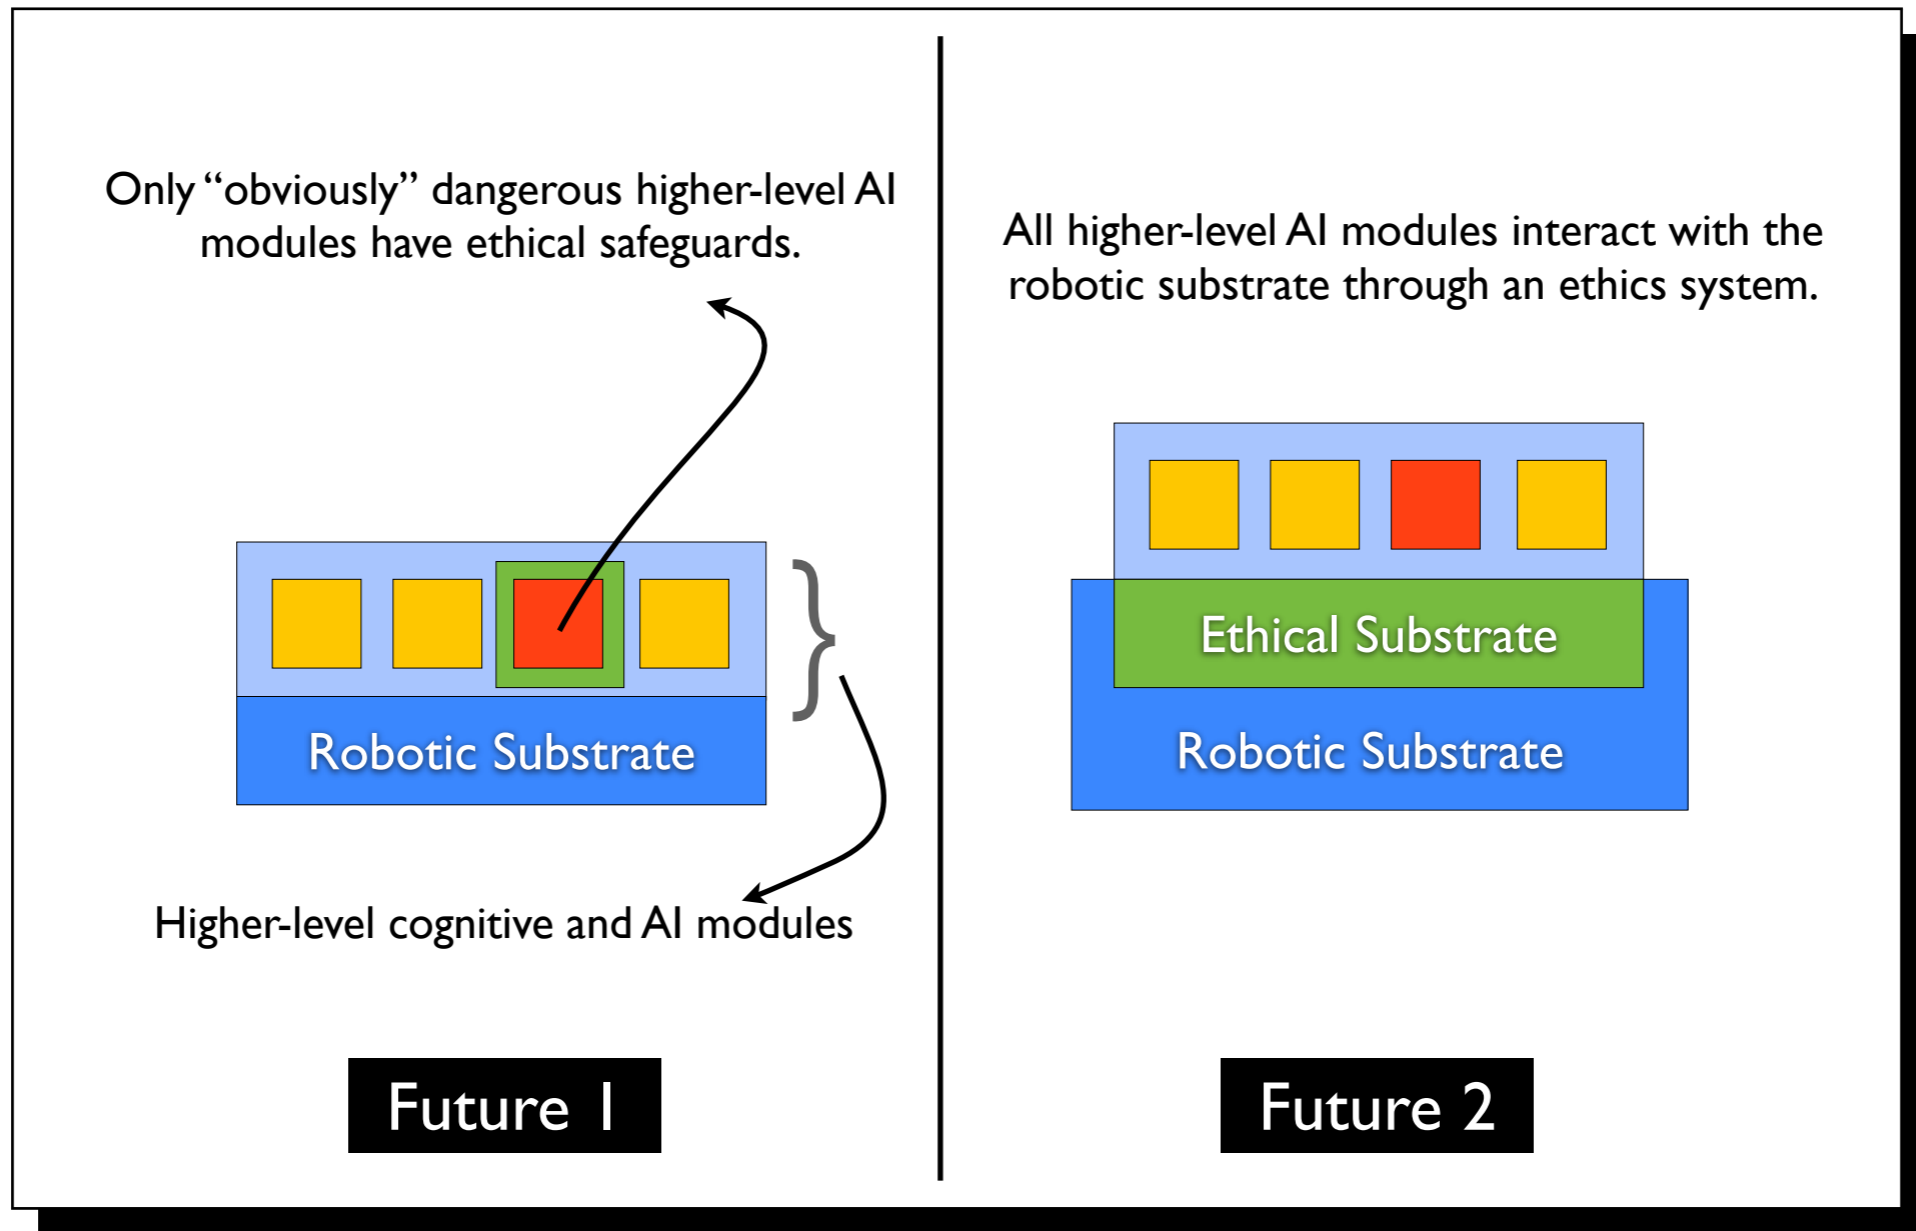 Only “obviously” dangerous higher-level AI
modules have ethical safeguards.
Robotic Substrate
Higher-level cognitive and AI modules
Future 1
All higher-level AI modules interact with the
robotic substrate through an ethics system.
Ethical Substrate
Robotic Substrate
Future 2